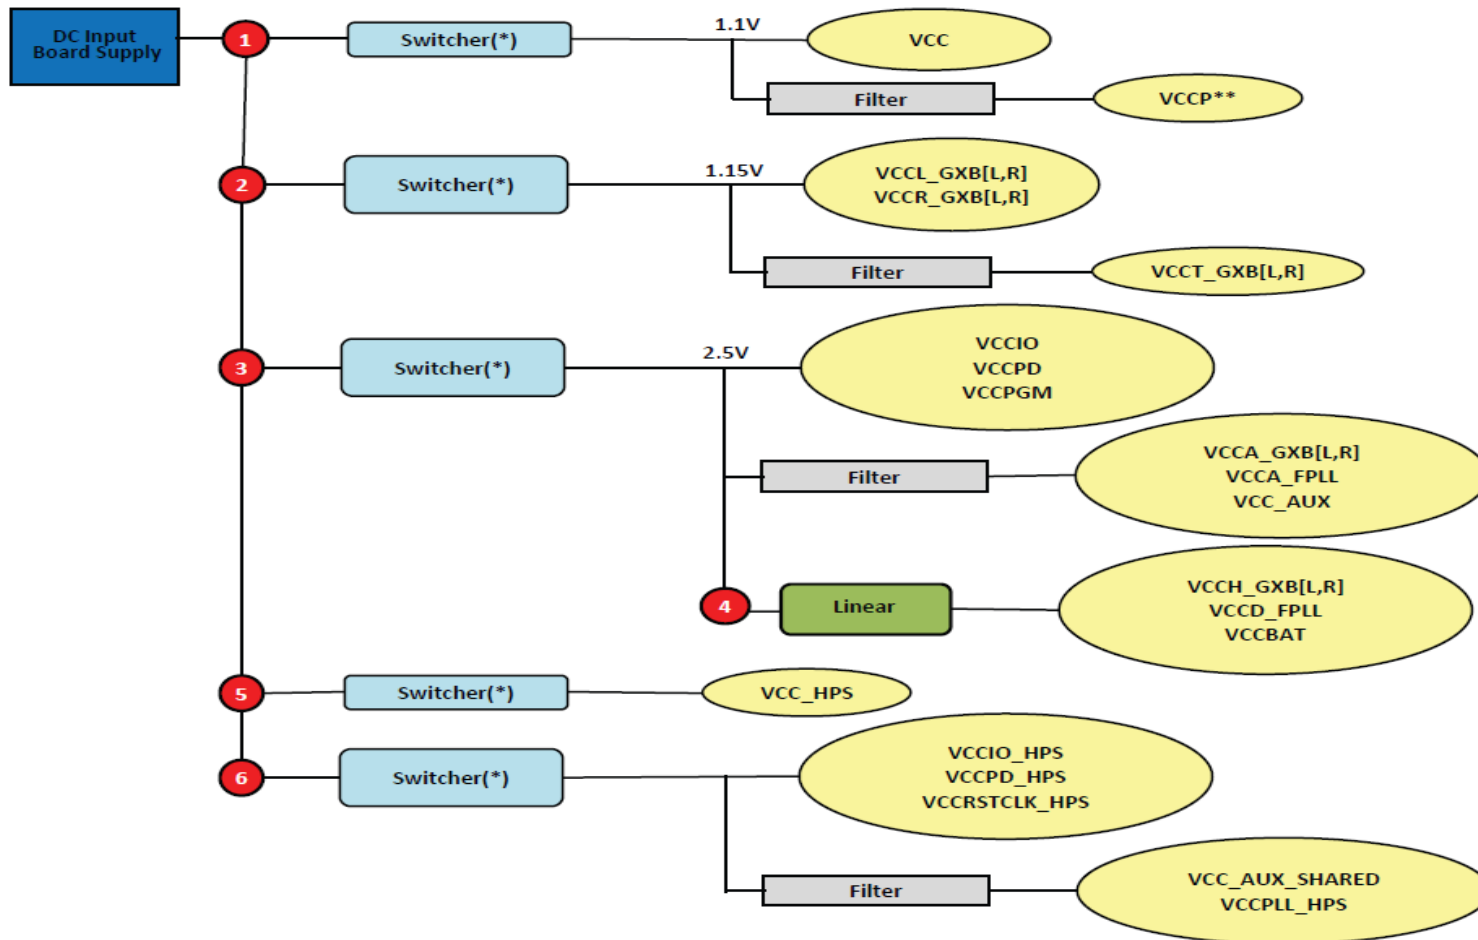 DC Input
Board Supply
1
Switcher(*)
1.1V
VCC
Filter
VCCP**
2
Switcher(*)
1.15V
VCCL_GXB[L,R]
VCCR_GXB[L,R]
Filter
VCCT_GXB[L,R]
3
Switcher(*)
2.5V
VCCIO
VCCPD
VCCPGM
Filter
VCCA_GXB[L,R]
VCCA_FPLL
VCC_AUX
4
Linear
VCCH_GXB[L,R]
VCCD_FPLL
VCCBAT
5
Switcher(*)
VCC_HPS
6
Switcher(*)
VCCIO_HPS
VCCPD_HPS
VCCRSTCLK_HPS
Filter
VCC_AUX_SHARED
VCCPLL_HPS